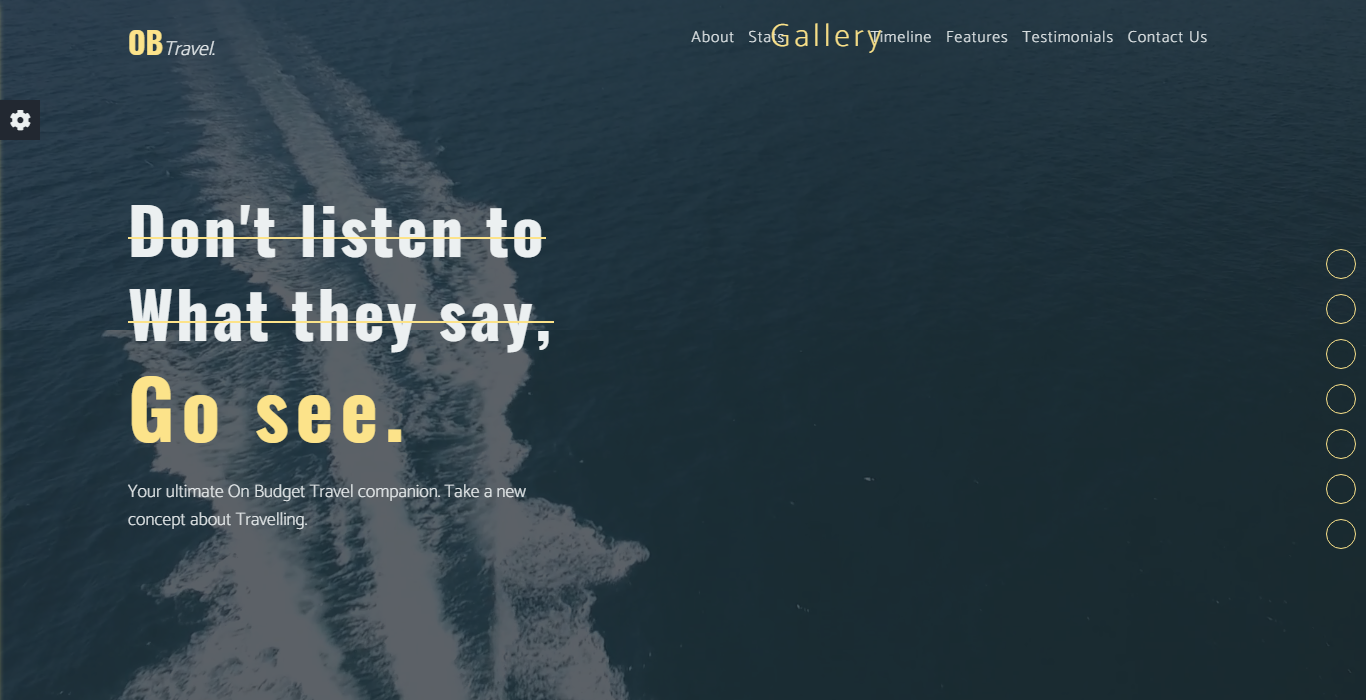 OB Travel.
About Stats Gallery Timeline Features Testimonials Contact Us
Don't listen to
What they say,
Go see.
Your ultimate On Budget Travel companion. Take a new
concept about Travelling.